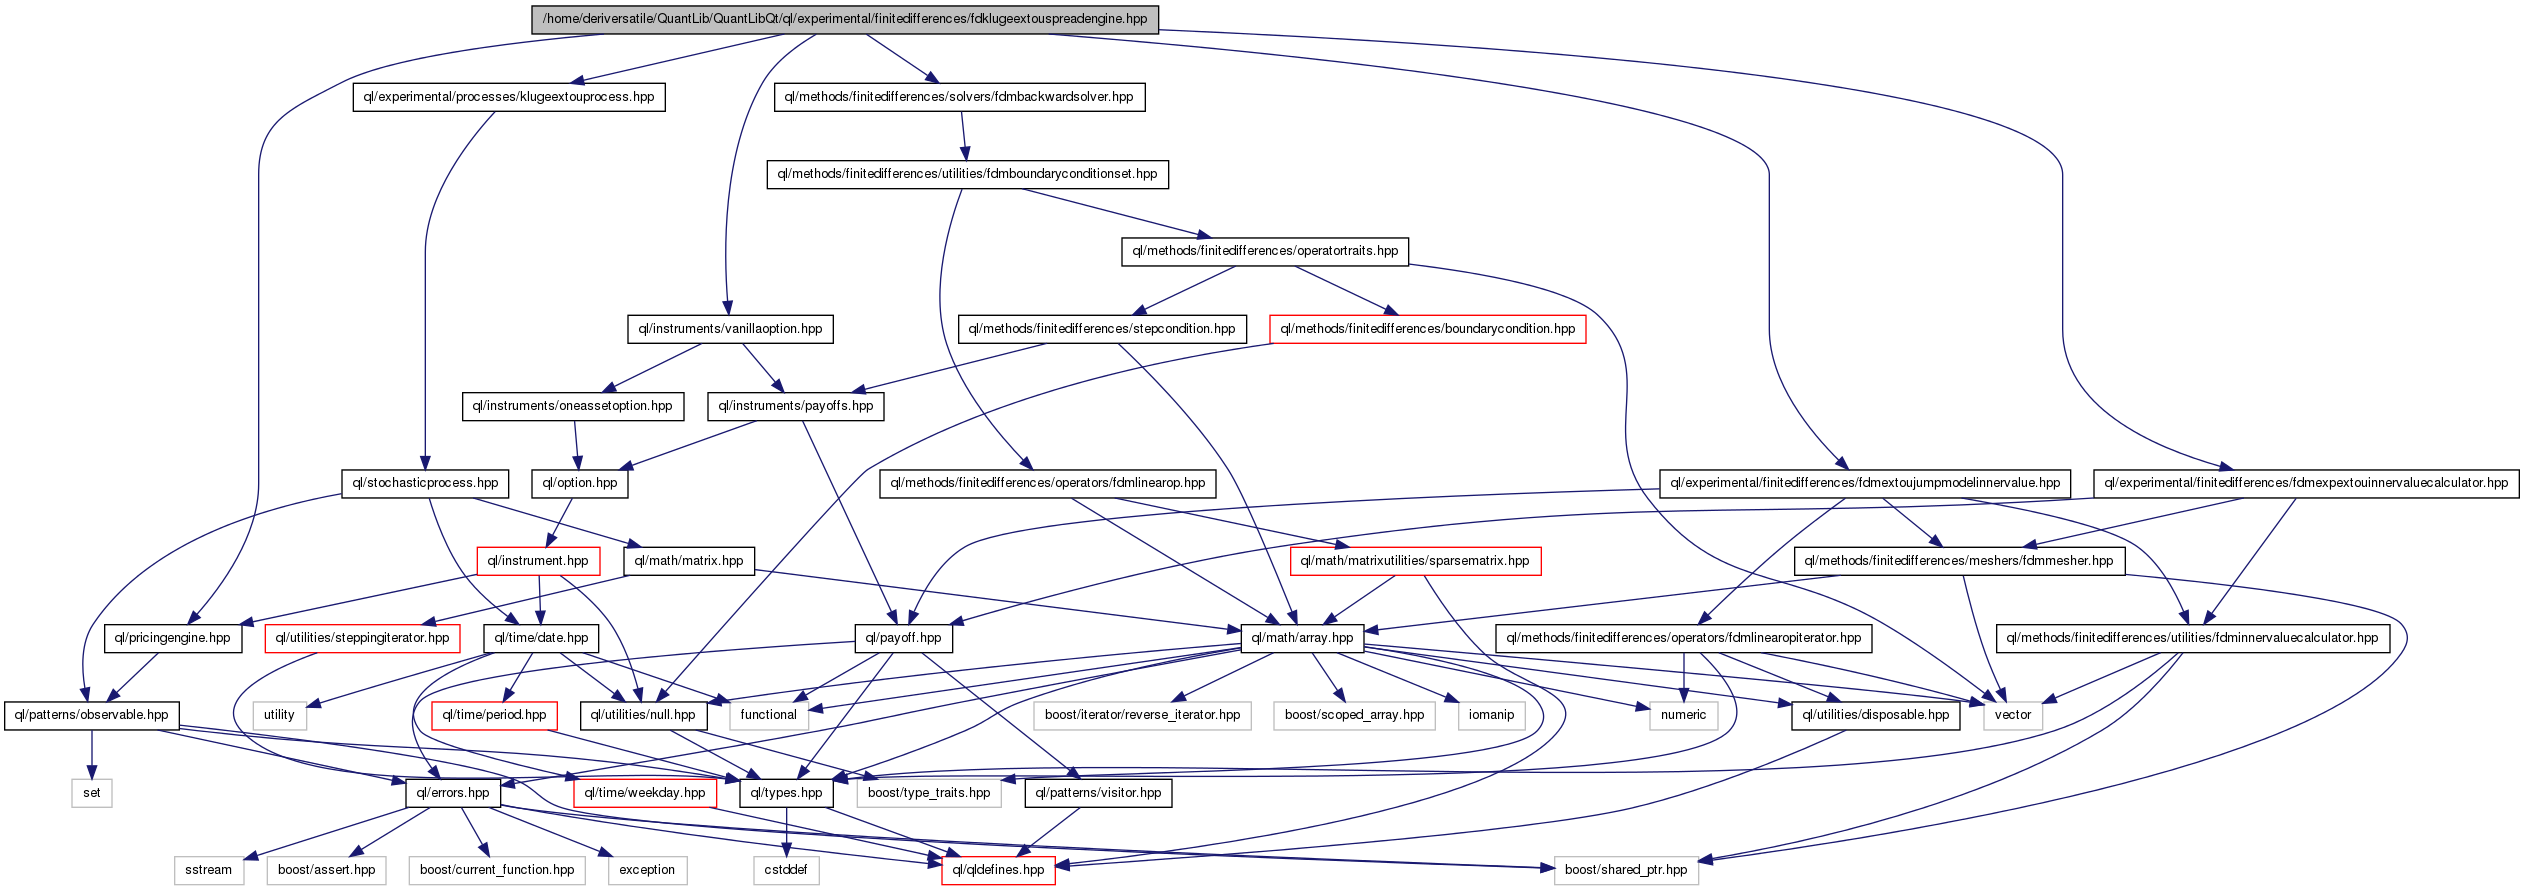 /home/deriversatile/QuantLib/QuantLibQt/ql/experimental/finitedifferences/fdklugeextouspreadengine.hpp
ql/experimental/processes/klugeextouprocess.hpp
ql/methods/finitedifferences/solvers/fdmbackwardsolver.hpp
ql/methods/finitedifferences/utilities/fdmboundaryconditionset.hpp
ql/methods/finitedifferences/operatortraits.hpp
ql/instruments/vanillaoption.hpp
ql/methods/finitedifferences/stepcondition.hpp
ql/methods/finitedifferences/boundarycondition.hpp
ql/instruments/oneassetoption.hpp
ql/instruments/payoffs.hpp
ql/stochasticprocess.hpp
ql/option.hpp
ql/methods/finitedifferences/operators/fdmlinearop.hpp
ql/experimental/finitedifferences/fdmextoujumpmodelinnervalue.hpp
ql/experimental/finitedifferences/fdmexpextouinnervaluecalculator.hpp
ql/instrument.hpp
ql/math/matrix.hpp
ql/math/matrixutilities/sparsematrix.hpp
ql/methods/finitedifferences/meshers/fdmmesher.hpp
ql/pricingengine.hpp
ql/utilities/steppingiterator.hpp
ql/time/date.hpp
ql/payoff.hpp
ql/math/array.hpp
ql/methods/finitedifferences/operators/fdmlinearopiterator.hpp
ql/methods/finitedifferences/utilities/fdminnervaluecalculator.hpp
ql/patterns/observable.hpp
utility
ql/time/period.hpp
ql/utilities/null.hpp
functional
boost/iterator/reverse_iterator.hpp
boost/scoped_array.hpp
iomanip
numeric
ql/utilities/disposable.hpp
vector
set
ql/errors.hpp
ql/time/weekday.hpp
ql/types.hpp
boost/type_traits.hpp
ql/patterns/visitor.hpp
sstream
boost/assert.hpp
boost/current_function.hpp
exception
cstddef
ql/qldefines.hpp
boost/shared_ptr.hpp